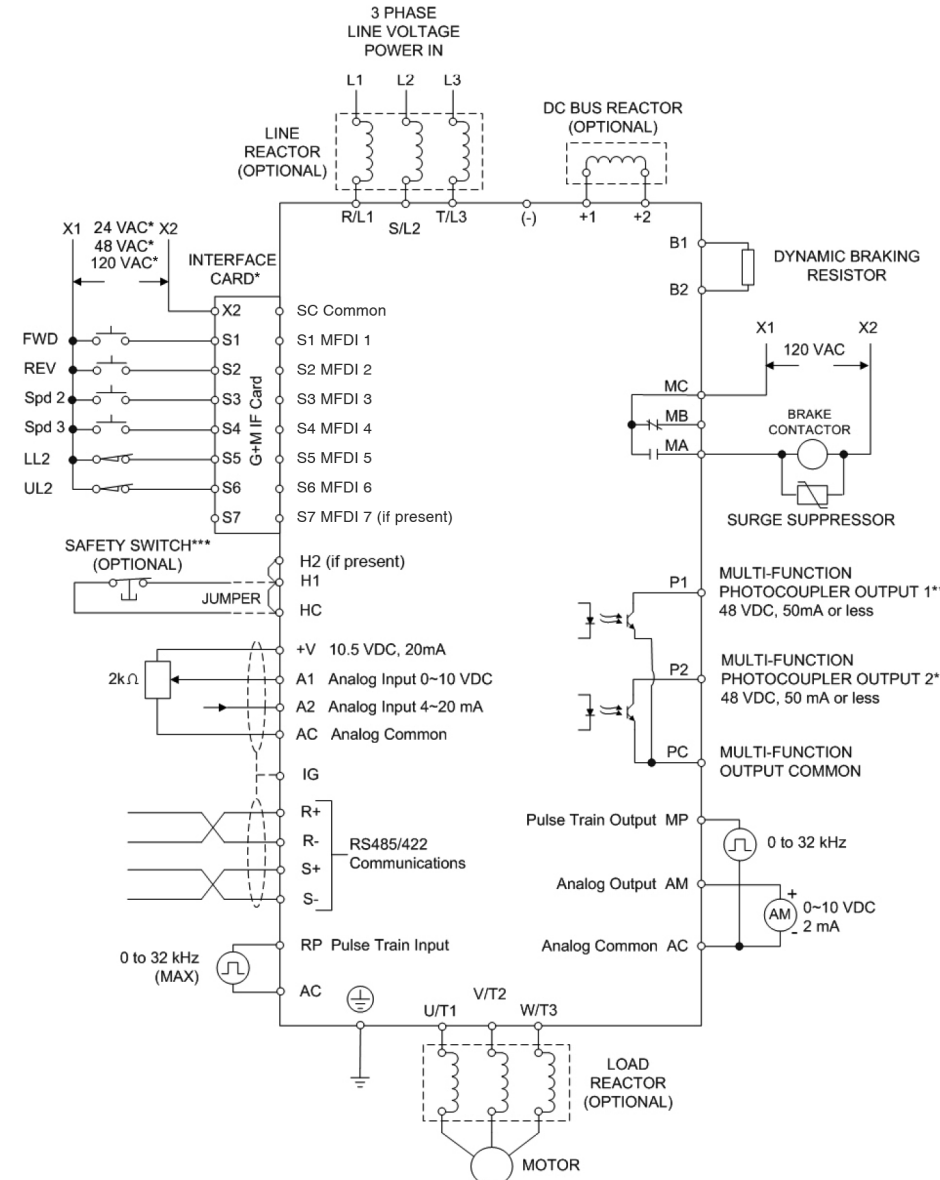 3 PHASE
LINE VOLTAGE
POWER IN
L1 L2 L3
DC BUS REACTOR
(OPTIONAL)
LINE
REACTOR
(OPTIONAL)
R/L1 S/L2 T/L3 (-) +1 +2
X1 24 VAC* X2
48 VAC*
120 VAC*
INTERFACE
CARD*
B1
B2
DYNAMIC BRAKING
RESISTOR
X2 SC Common
FWD S1 S1 MFDI 1
REV S2 S2 MFDI 2
Spd 2 S3 S3 MFDI 3
Spd 3 S4 S4 MFDI 4
LL2 S5 S5 MFDI 5
UL2 S6 S6 MFDI 6
S7 S7 MFDI 7 (if present)
G+M IF Card
X1 X2
120 VAC
MC
MB
MA
BRAKE
CONTACTOR
SURGE SUPPRESSOR
SAFETY SWITCH***
(OPTIONAL)
JUMPER
H2 (if present)
H1
HC
P1
MULTI-FUNCTION
PHOTOCOUPLER OUTPUT 1**
48 VDC, 50mA or less
+V 10.5 VDC, 20mA
2kΩ A1 Analog Input 0~10 VDC
A2 Analog Input 4~20 mA
AC Analog Common
IG
P2
MULTI-FUNCTION
PHOTOCOUPLER OUTPUT 2*
48 VDC, 50 mA or less
PC
MULTI-FUNCTION
OUTPUT COMMON
R+
R-
S+
S-
RS485/422
Communications
Pulse Train Output MP
0 to 32 kHz
Analog Output AM
AM
+
-
0~10 VDC
2 mA
Analog Common AC
RP Pulse Train Input
0 to 32 kHz
(MAX)
AC
U/T1 V/T2 W/T3
LOAD
REACTOR
(OPTIONAL)
MOTOR